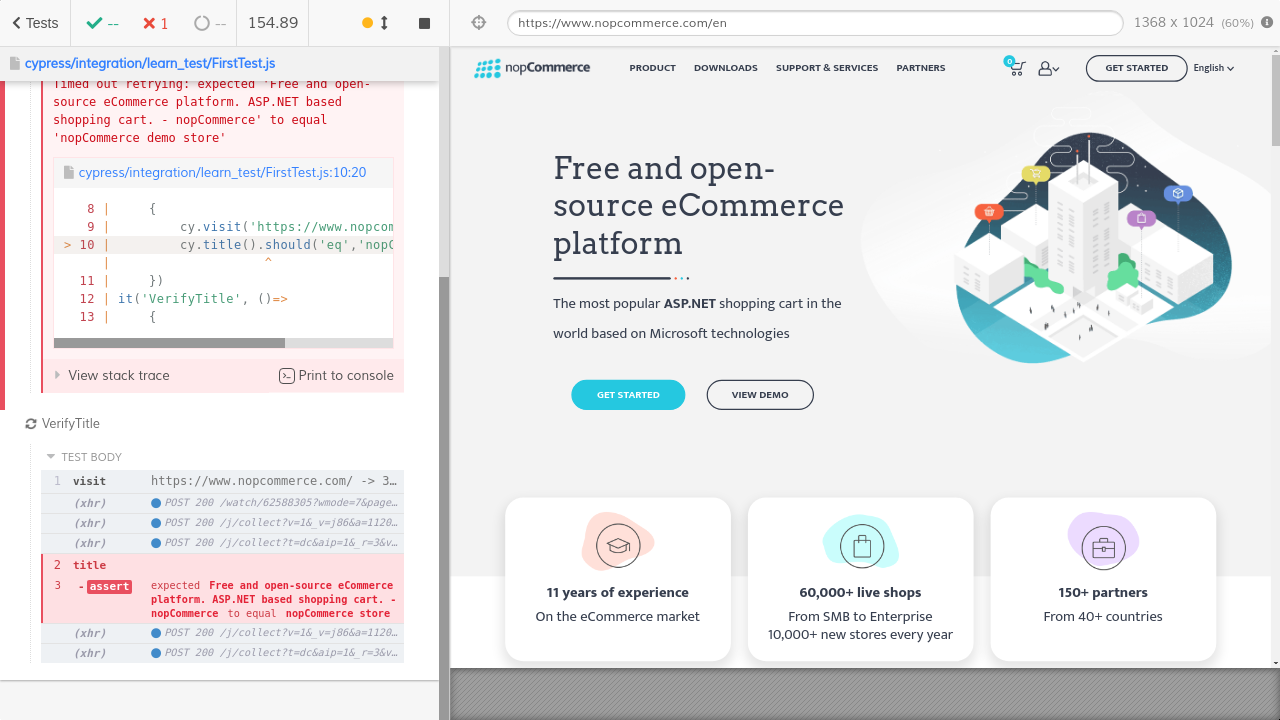 Tests
--
1
--
154.89
https://www.nopcommerce.com/en
1368 x 1024 (60%)
cypress/integration/learn_test/FirstTest.js
Timed out retrying: expected 'Free and open-
source eCommerce platform. ASP.NET based
shopping cart. - nopCommerce' to equal
'nopCommerce demo store'
cypress/integration/learn_test/FirstTest.js:10:20
8 | {
9 | cy.visit('https://www.nopcom
> 10 | cy.title().should('eq','nopC
| ^
11 | })
12 | it('VerifyTitle', ()=>
13 | {
View stack trace
Print to console
VerifyTitle
TEST BODY
1 visit https://www.nopcommerce.com/ -> 3…
(xhr) POST 200 /watch/62588305?wmode=7&page…
(xhr) POST 200 /j/collect?v=1&_v=j86&a=1120…
(xhr) POST 200 /j/collect?t=dc&aip=1&_r=3&v…
2 title
3 - assert expected Free and open-source eCommerce
platform. ASP.NET based shopping cart. -
nopCommerce to equal nopCommerce store
(xhr) POST 200 /j/collect?v=1&_v=j86&a=1120…
(xhr) POST 200 /j/collect?t=dc&aip=1&_r=3&v…
nopCommerce
PRODUCT DOWNLOADS SUPPORT & SERVICES PARTNERS
0
GET STARTED
English
Free and open-
source eCommerce
platform
The most popular ASP.NET shopping cart in the
world based on Microsoft technologies
GET STARTED
VIEW DEMO
11 years of experience
On the eCommerce market
60,000+ live shops
From SMB to Enterprise
10,000+ new stores every year
150+ partners
From 40+ countries